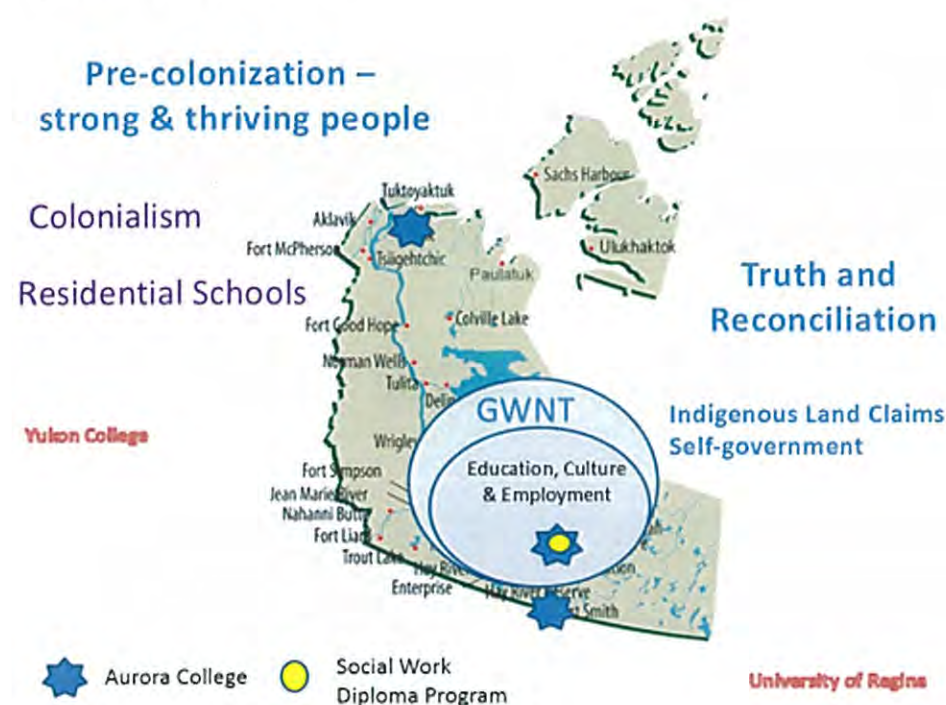 Pre-colonization –
strong & thriving people
Colonialism
Residential Schools
Truth and
Reconciliation
Indigenous Land Claims
Self-government
Yukon College
University of Regina
Sachs Harbour
Ulukhaktok
Tuktoyaktuk
Aklavik
Fort McPherson
Tsiigehtchic
Paulatuk
Fort Good Hope
Colville Lake
Norman Wells
Tulita
Wrigley
GWNT
Education, Culture
& Employment
Fort Simpson
Jean Marie River
Nahanni Butte
Fort Liard
Trout Lake
Hay River
Enterprise
Hay River Reserve
Smith
Aurora College
Social Work
Diploma Program